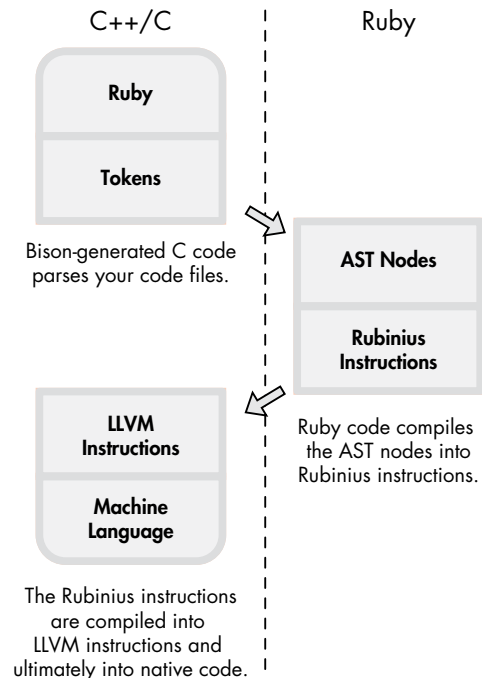 C++/C
Ruby
Ruby
Tokens
Bison-generated C code
parses your code files.
AST Nodes
Rubinius
Instructions
Ruby code compiles
the AST nodes into
Rubinius instructions.
LLVM
Instructions
Machine
Language
The Rubinius instructions
are compiled into
LLVM instructions and
ultimately into native code.